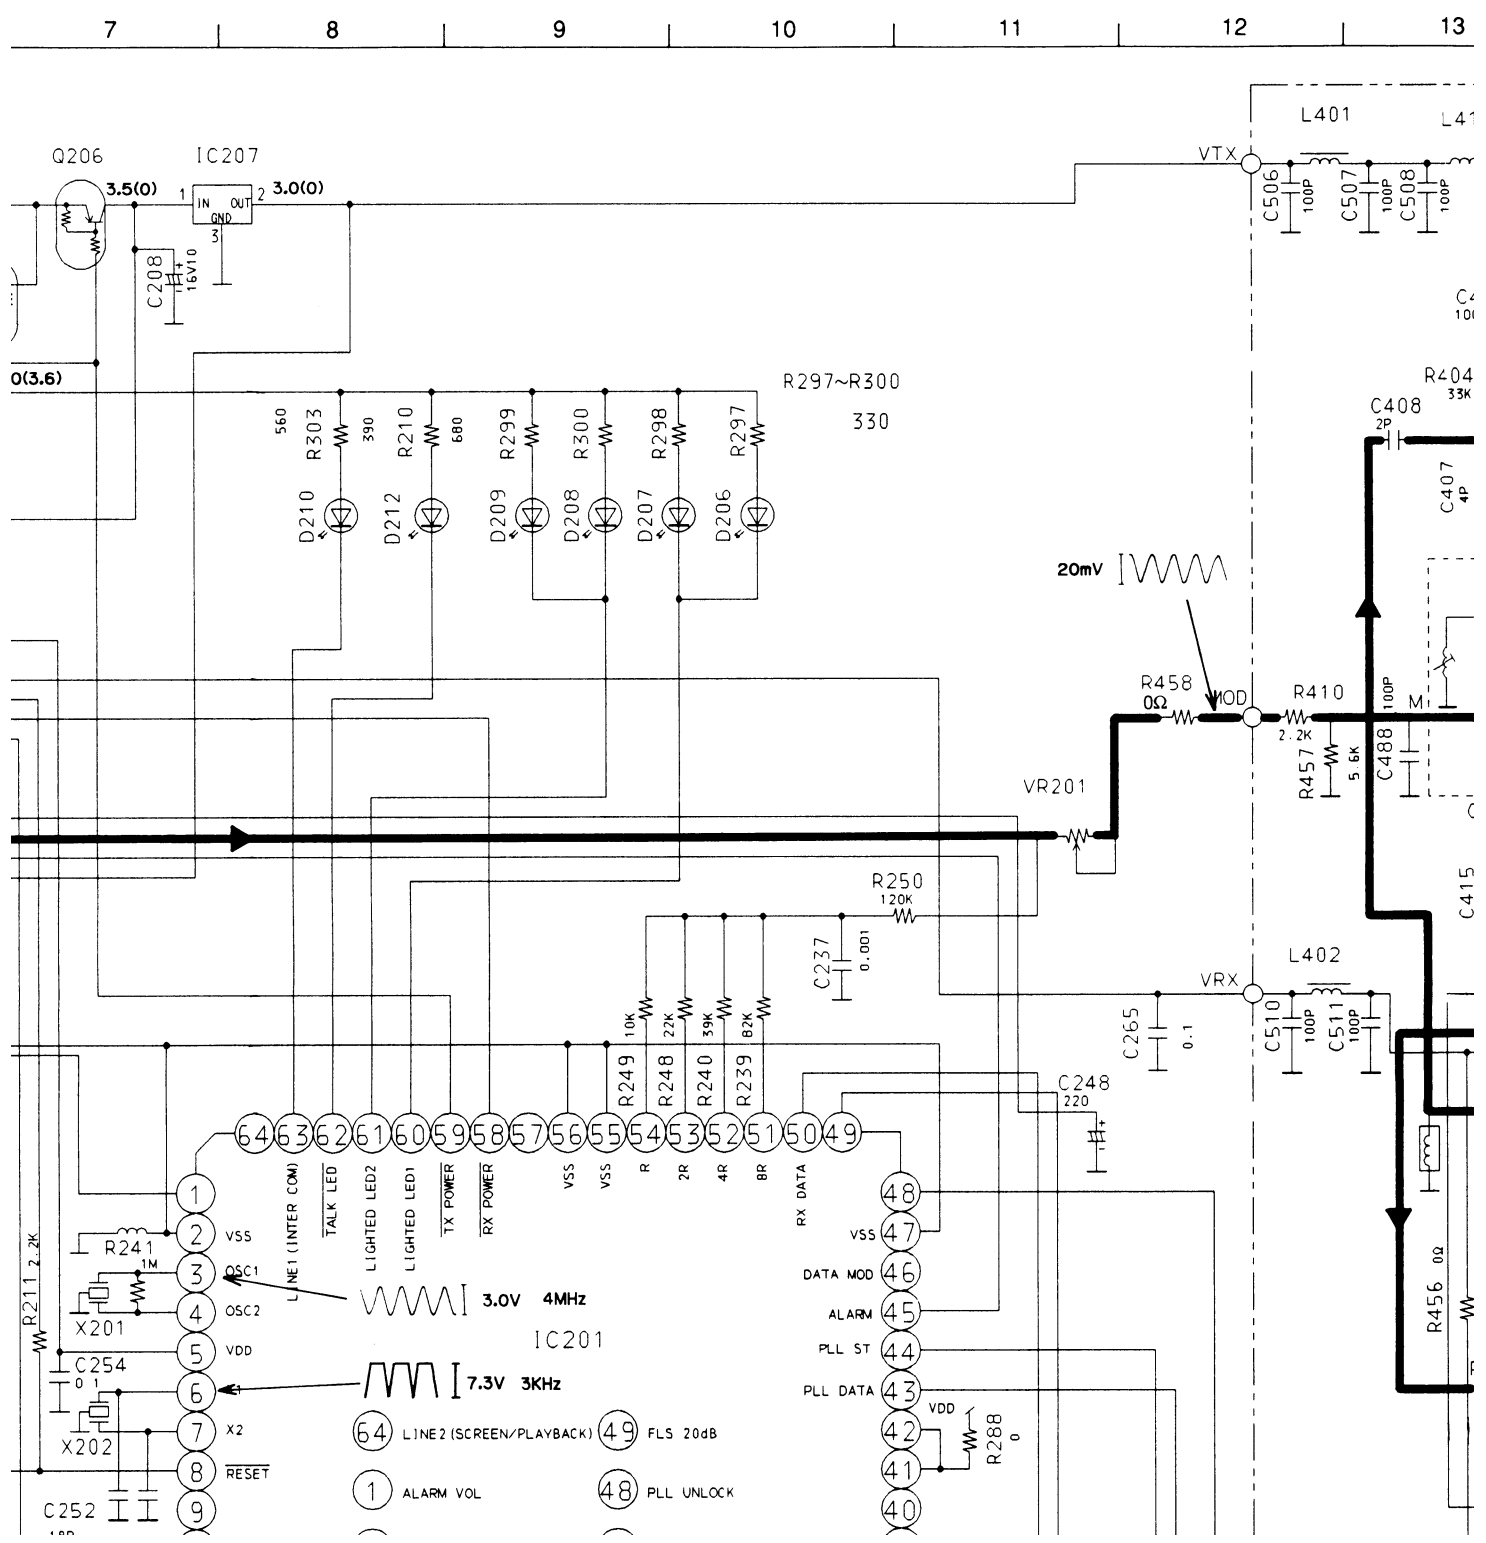 7 8 9 10 11 12 13
L401
VTX
C506 100P
C507 100P
C508 100P
Q206
IC207
3.5(0)
1 IN OUT 2
GND
3
3.0(0)
C208 16V10
+
-
0(3.6)
R297~R300
330
560 R303
390 R210
680 R299
R300
R298
R297
D210
D212
D209
D208
D207
D206
R404
33K
C408
2P
C407 4P
20mV
R458
0Ω
MOD
R410
2.2K
R457 5.6K
C488 100P
M
VR201
R250
120K
C237 0.001
C415
L402
VRX
C265 0.1
C510 100P
C511 100P
10K
22K
39K
82K
R249
R248
R240
R239
C248
220
+
64 63 62 61 60 59 58 57 56 55 54 53 52 51 50 49
LINE1(INTER COM)
TALK LED
LIGHTED LED2
LIGHTED LED1
TX POWER
RX POWER
VSS
VSS
R
2R
4R
8R
RX DATA
1
2 VSS
3 OSC1
4 OSC2
5 VDD
6
7 X2
8 RESET
9
R241
1M
X201
R211 2.2K
C254
0.1
X202
C252
3.0V 4MHz
IC201
7.3V 3KHz
48
VSS 47
DATA MOD 46
ALARM 45
PLL ST 44
PLL DATA 43
VDD
42
41
40
R288 0
R456 0Ω
64 LINE2(SCREEN/PLAYBACK)
49 FLS 20dB
1 ALARM VOL
48 PLL UNLOCK